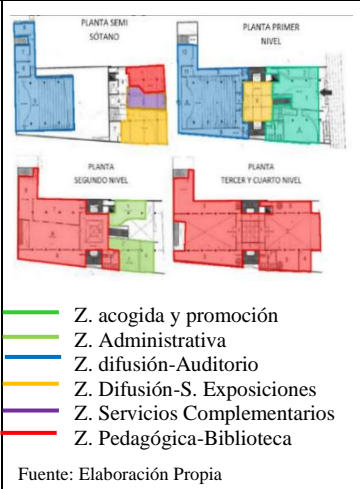 PLANTA SEMI
SÓTANO
PLANTA PRIMER
NIVEL
PLANTA
SEGUNDO NIVEL
PLANTA
TERCER Y CUARTO NIVEL
Z. acogida y promoción
Z. Administrativa
Z. difusión-Auditorio
Z. Difusión-S. Exposiciones
Z. Servicios Complementarios
Z. Pedagógica-Biblioteca
Fuente: Elaboración Propia